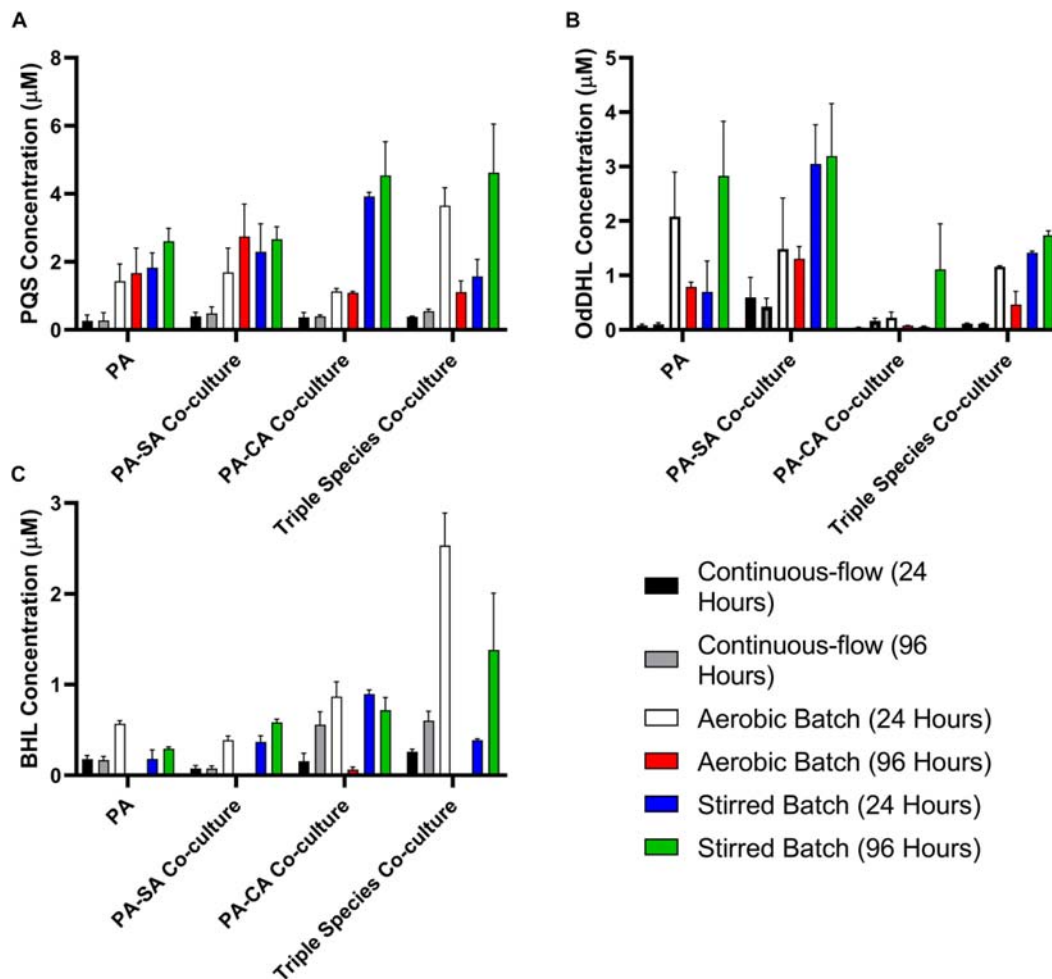 A
PQS Concentration (μM)
8
6
4
2
0
PA
PA-SA Co-culture
PA-CA Co-culture
Triple Species Co-culture
B
OdDHL Concentration (μM)
5
4
3
2
1
0
PA
PA-SA Co-culture
PA-CA Co-culture
Triple Species Co-culture
C
BHL Concentration (μM)
3
2
1
0
PA
PA-SA Co-culture
PA-CA Co-culture
Triple Species Co-culture
Continuous-flow (24
Hours)
Continuous-flow (96
Hours)
Aerobic Batch (24 Hours)
Aerobic Batch (96 Hours)
Stirred Batch (24 Hours)
Stirred Batch (96 Hours)